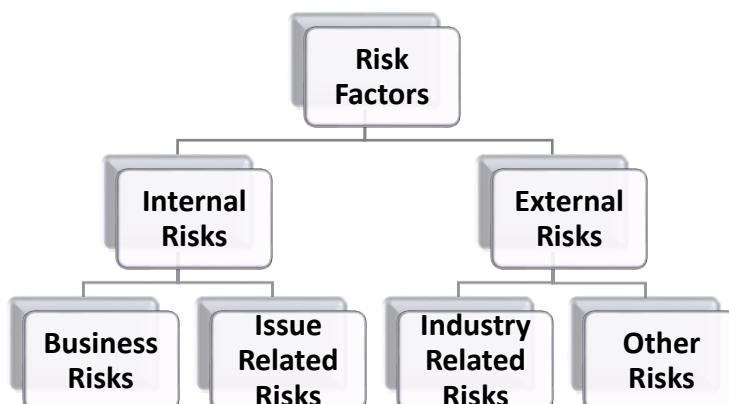 Risk
Factors
Internal
Risks
External
Risks
Business
Risks
Issue
Related
Risks
Industry
Related
Risks
Other
Risks